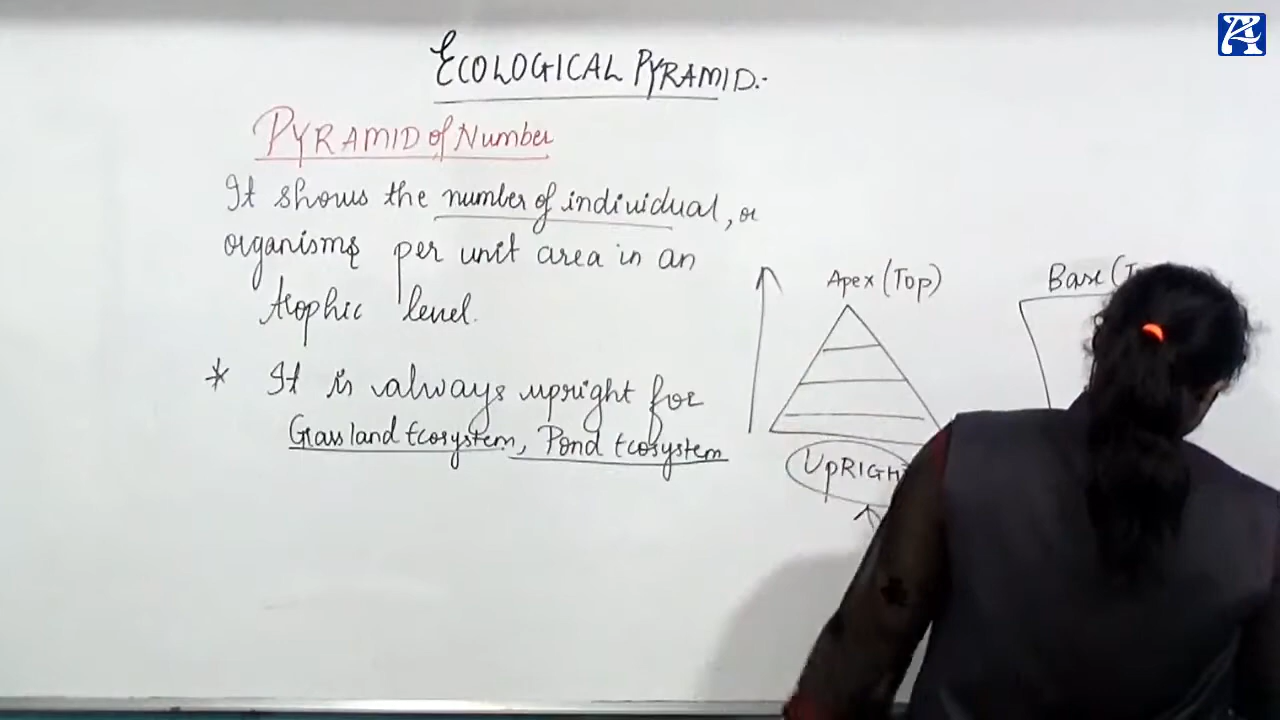 ECOLOGICAL PYRAMID:-
PYRAMID of Number
It shows the number of individual, or
organisms per unit area in an
trophic level.
* It is always upright for
Grassland Ecosystem, Pond Ecosystem
Apex (Top)
UpRIGH
Base (